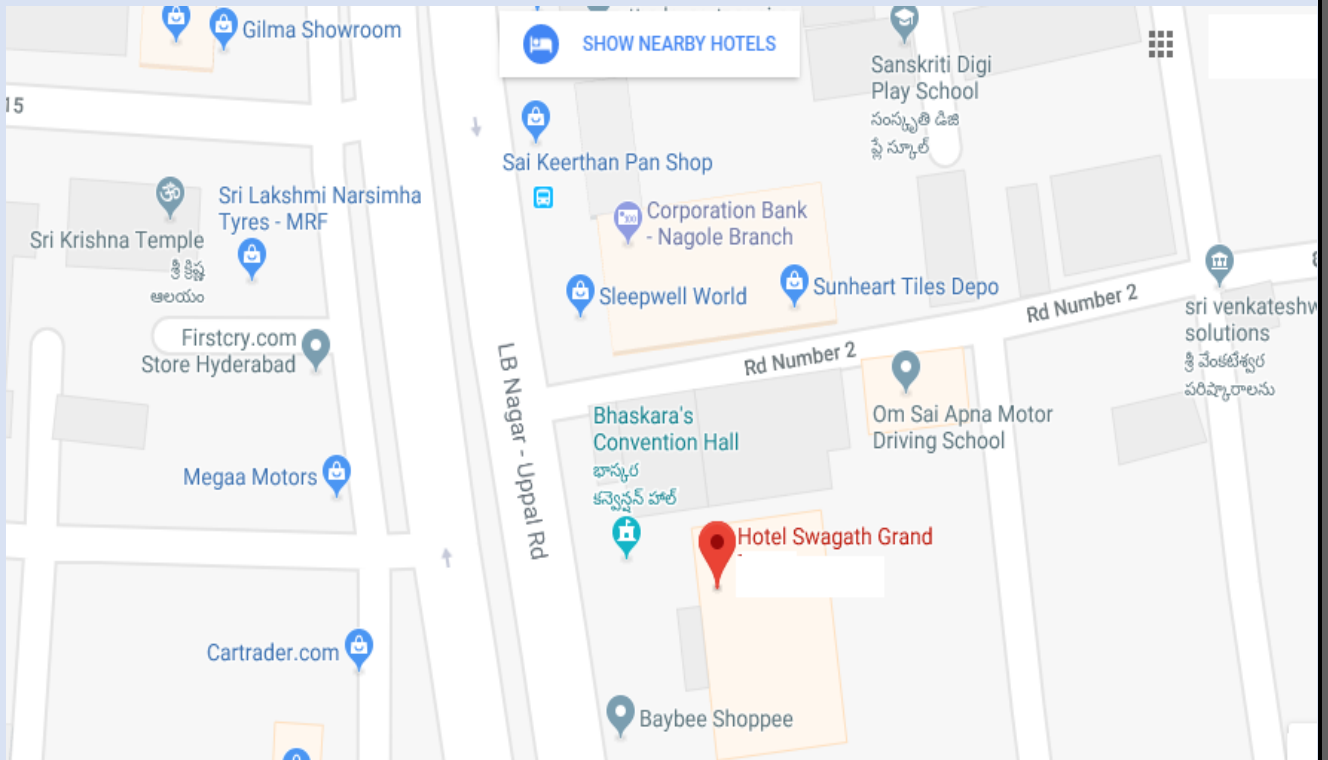 Gilma Showroom
SHOW NEARBY HOTELS
Sanskriti Digi
Play School
సంస్కృతి డిజి
ప్లే స్కూల్
15
Sai Keerthan Pan Shop
Sri Lakshmi Narsimha
Tyres - MRF
Corporation Bank
- Nagole Branch
Sri Krishna Temple
శ్రీ క్రిష్ణ
ఆలయం
Sleepwell World
Sunheart Tiles Depo
Rd Number 2
sri venkateshw
solutions
శ్రీ వేంకటేశ్వర
పరిష్కారాలను
Firstcry.com
Store Hyderabad
Rd Number 2
LB Nagar - Uppal Rd
Bhaskara's
Convention Hall
భాస్కర
కన్వెన్షన్ హాల్
Om Sai Apna Motor
Driving School
Megaa Motors
Hotel Swagath Grand
Cartrader.com
Baybee Shoppee